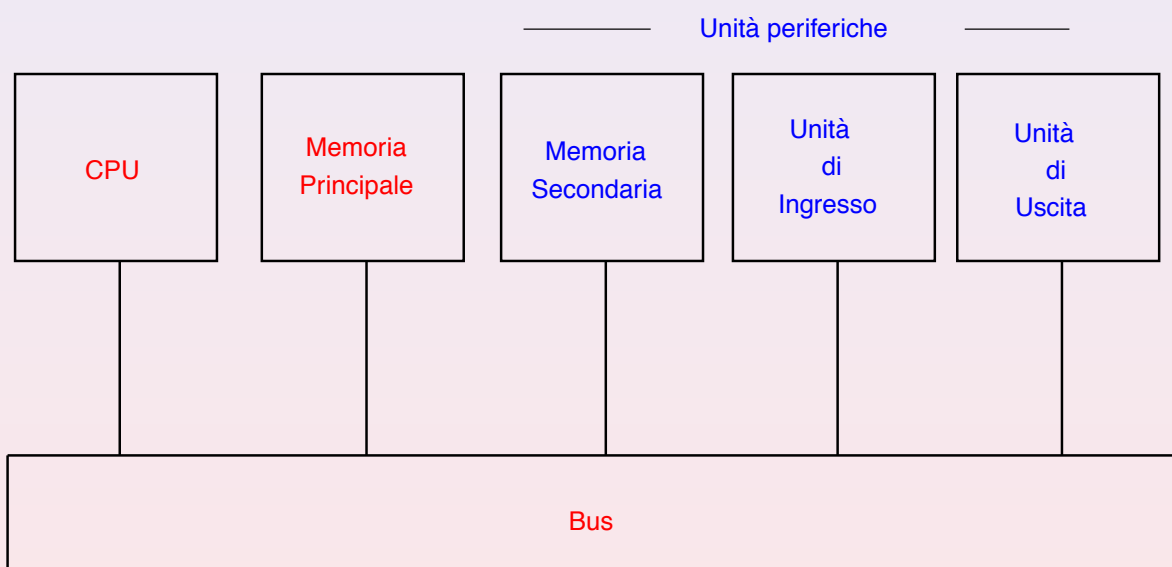 Unità periferiche
CPU
Memoria
Principale
Memoria
Secondaria
Unità
di
Ingresso
Unità
di
Uscita
Bus